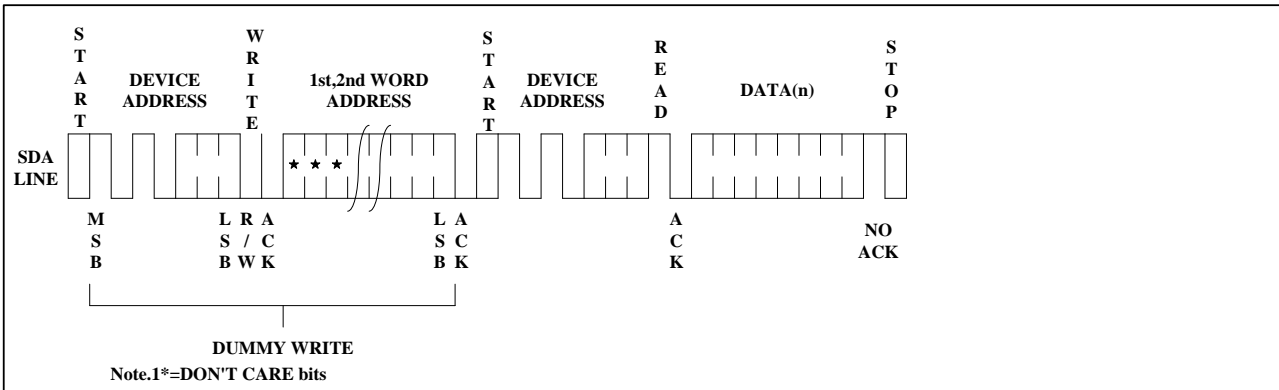 START
DEVICE
ADDRESS
WRITE
1st,2nd WORD
ADDRESS
START
DEVICE
ADDRESS
READ
DATA(n)
STOP
SDA
LINE
★ ★ ★
MSB
LSB
R/W
ACK
LSB
ACK
ACK
NO
ACK
DUMMY WRITE
Note.1*=DON'T CARE bits